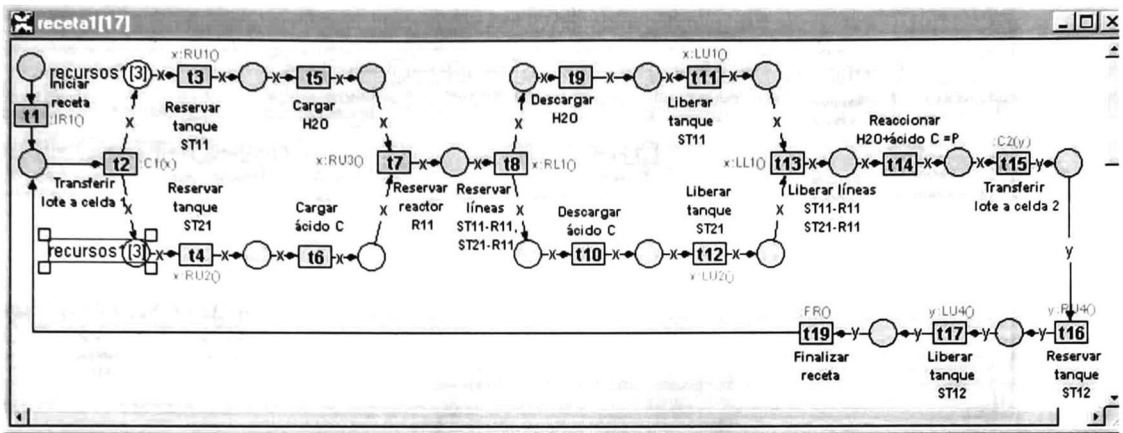 receta1[17]
x:RU1()
x:LU1()
recursos1 [3] x t3 x x t5 x
x t9 x x t11 x
Iniciar
receta
t1
:IR1()
Reservar
tanque
ST11
Cargar
H2O
Descargar
H2O
Liberar
tanque
ST11
Reaccionar
H2O+ácido C =P
x
x
x
x
t2 :C1(x)
x:RU3() t7 x x t8 x:RL1()
x:LL1() t13 x x t14 x x t15 y
:C2(y)
Transferir
lote a celda 1
Reservar
tanque
ST21
Cargar
ácido C
Reservar
reactor
R11
Reservar
líneas
ST11-R11,
ST21-R11
Descargar
ácido C
Liberar
tanque
ST21
Liberar líneas
ST11-R11
ST21-R11
Transferir
lote a celda 2
x
x
x
x
recursos1 [3] x t4 x x t6 x
x t10 x x t12 x
x:RU2()
x:LU2()
y
:FR()
y:LU4()
y:RU4()
t19 y y t17 y y t16
Finalizar
receta
Liberar
tanque
ST12
Reservar
tanque
ST12